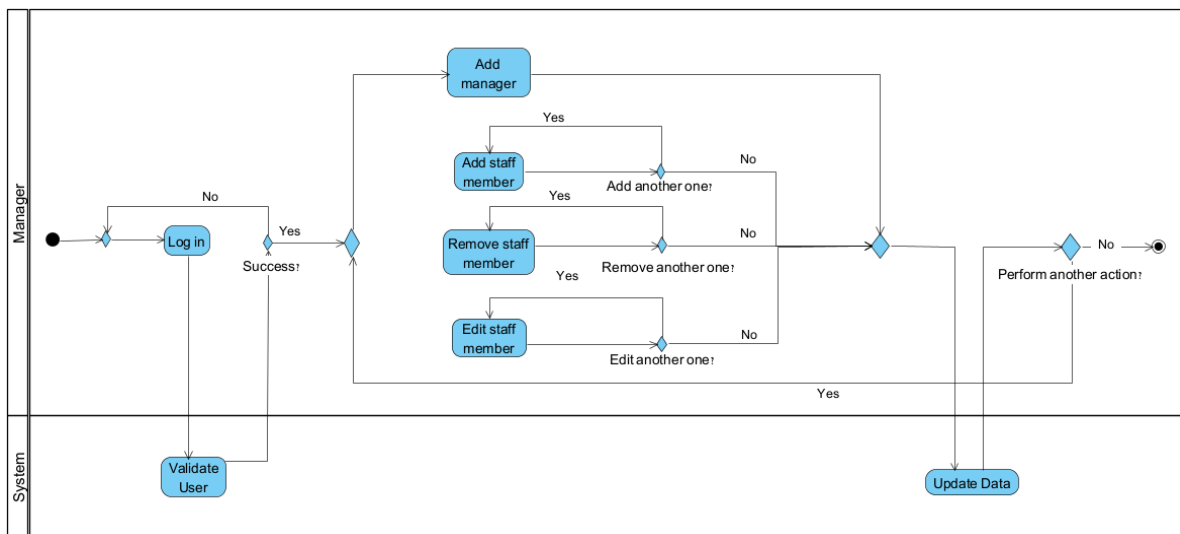 Manager
Add
manager
Yes
Add staff
member
No
Add another one?
Yes
No
Log in
Yes
Success?
Remove staff
member
No
Remove another one?
No
Perform another action?
Yes
Edit staff
member
No
Edit another one?
Yes
System
Validate
User
Update Data